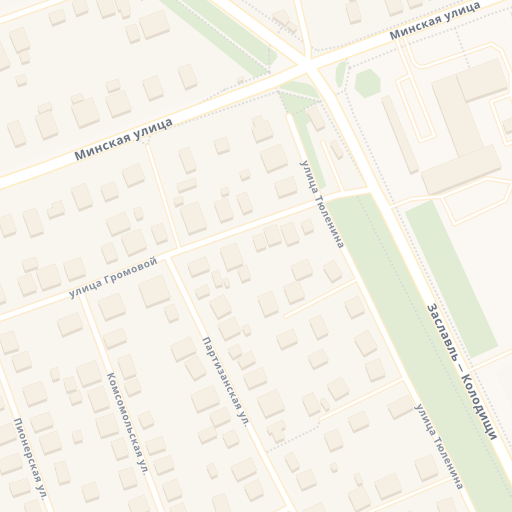 Минская улица
Минская улица
улица Тюленина
улица Громовой
Заславль – Колодищи
Партизанская ул.
Комсомольская ул.
улица Тюленина
Пионерская ул.